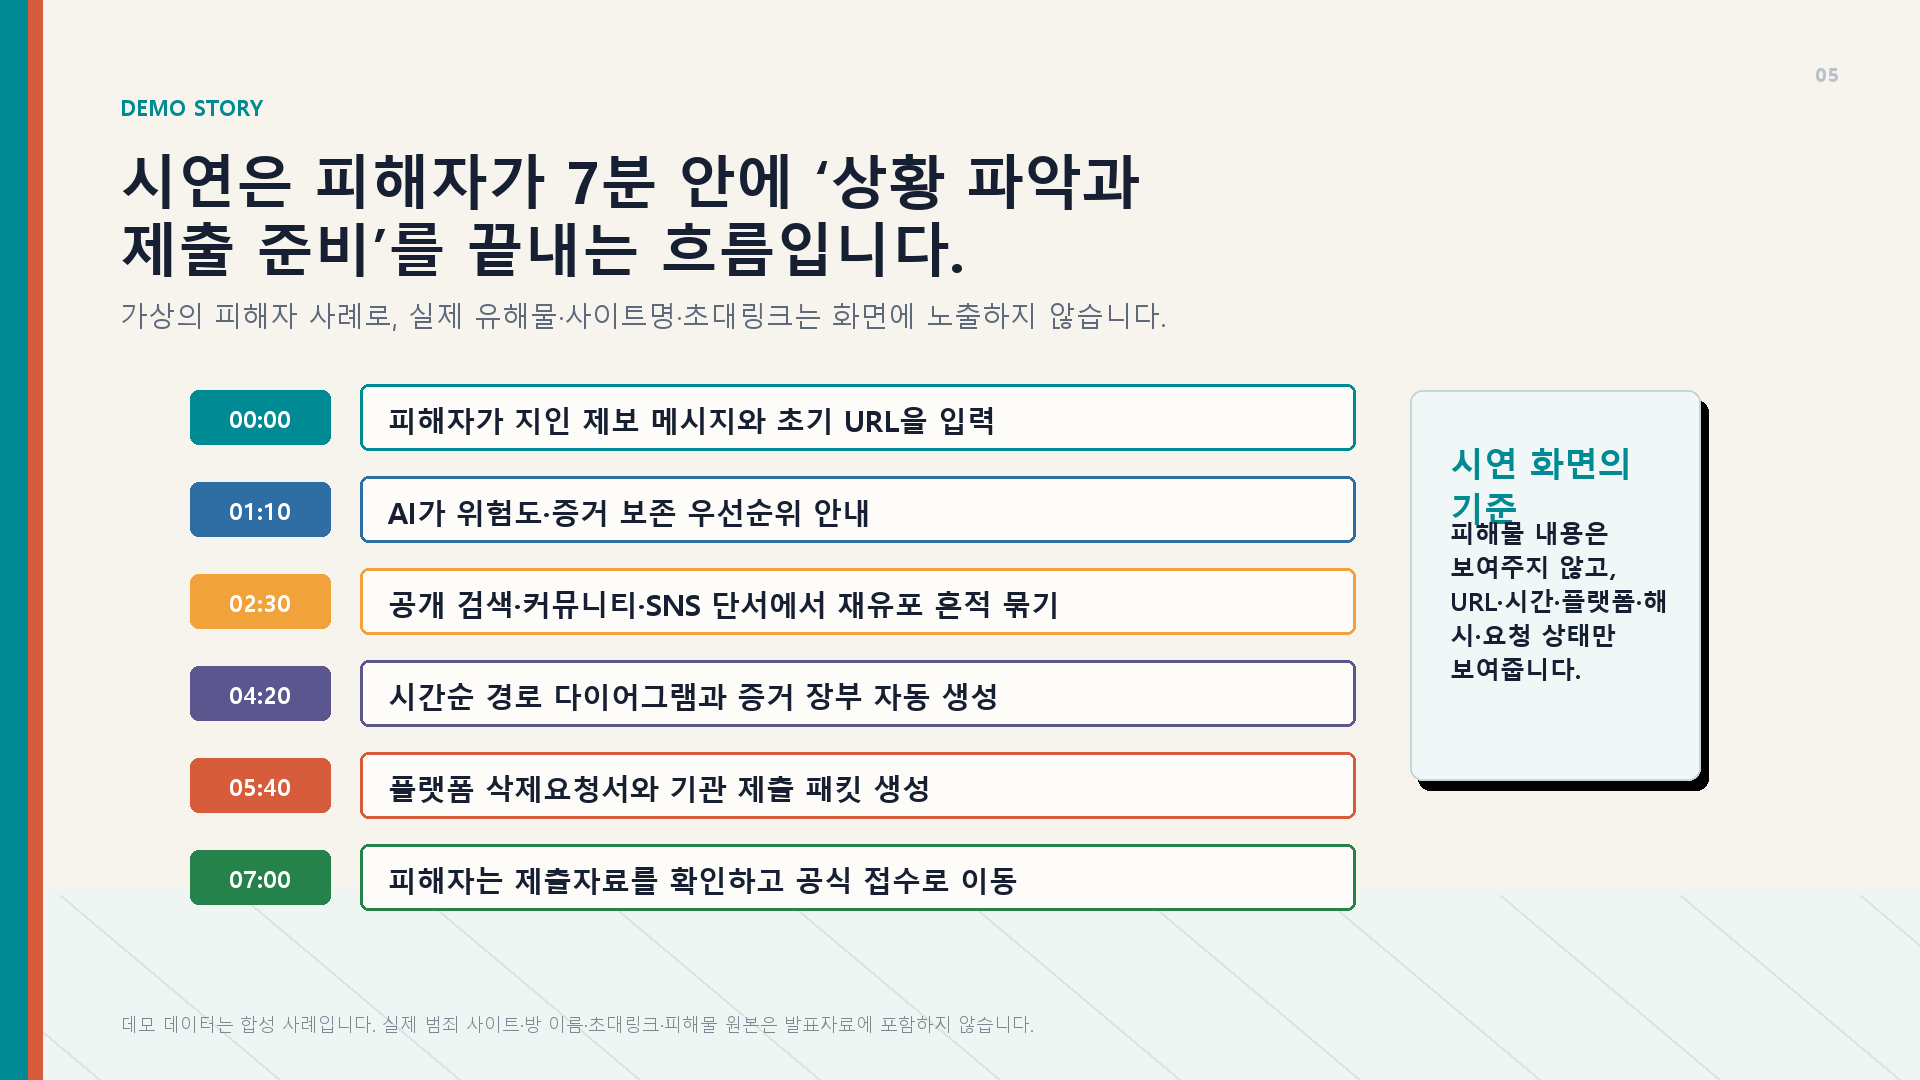 05
DEMO STORY
시연은 피해자가 7분 안에 ‘상황 파악과
제출 준비’를 끝내는 흐름입니다.
가상의 피해자 사례로, 실제 유해물·사이트명·초대링크는 화면에 노출하지 않습니다.
00:00
피해자가 지인 제보 메시지와 초기 URL을 입력
01:10
AI가 위험도·증거 보존 우선순위 안내
02:30
공개 검색·커뮤니티·SNS 단서에서 재유포 흔적 묶기
04:20
시간순 경로 다이어그램과 증거 장부 자동 생성
05:40
플랫폼 삭제요청서와 기관 제출 패킷 생성
07:00
피해자는 제출자료를 확인하고 공식 접수로 이동
시연 화면의
기준
피해물 내용은
보여주지 않고,
URL·시간·플랫폼·해
시·요청 상태만
보여줍니다.
데모 데이터는 합성 사례입니다. 실제 범죄 사이트·방 이름·초대링크·피해물 원본은 발표자료에 포함하지 않습니다.